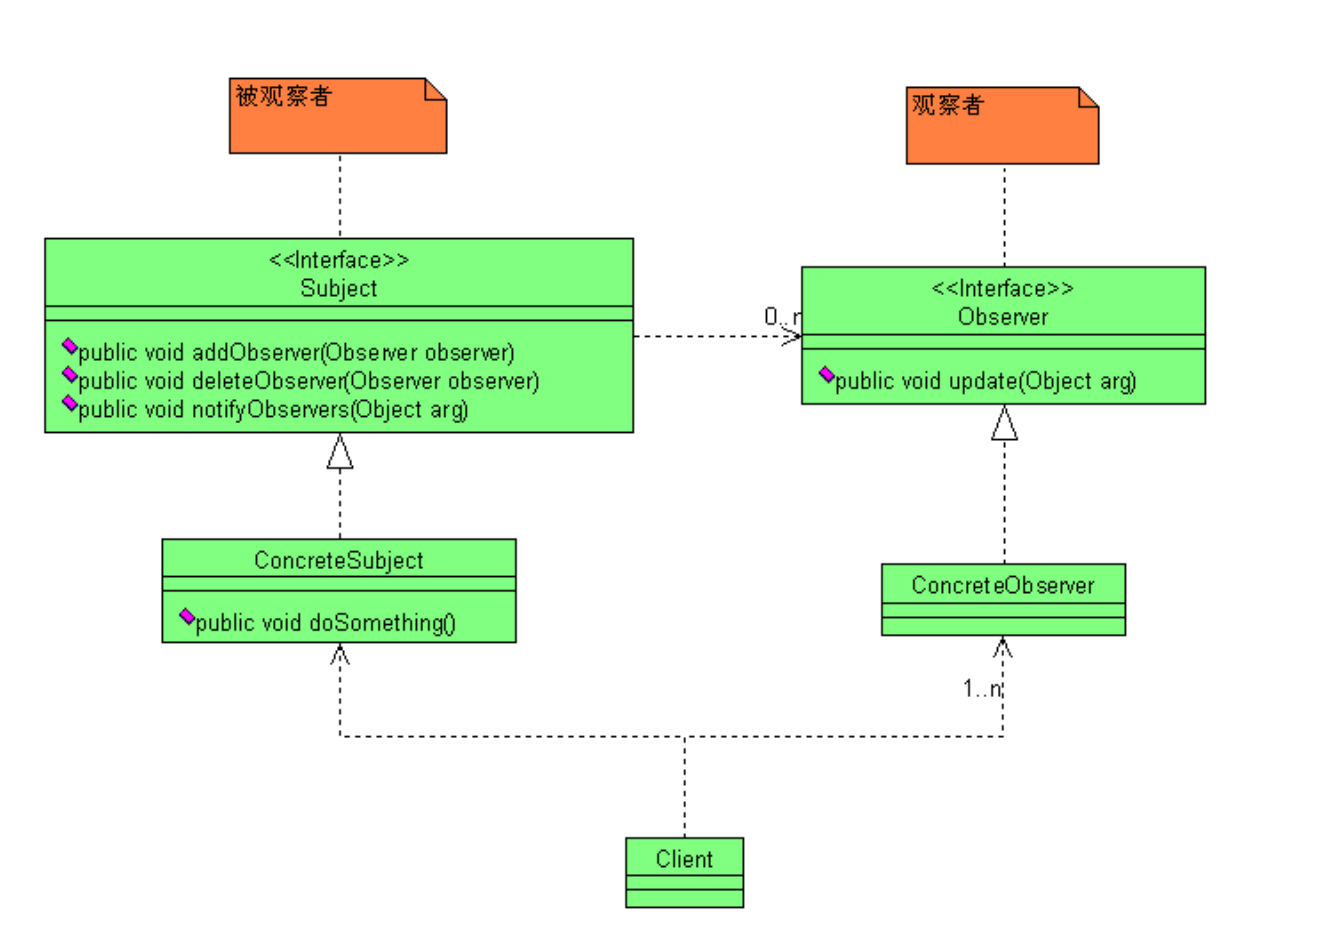 被观察者
观察者
<<Interface>>
Subject
public void addObserver(Observer observer)
public void deleteObserver(Observer observer)
public void notifyObservers(Object arg)
0..n
<<Interface>>
Observer
public void update(Object arg)
ConcreteSubject
public void doSomething()
ConcreteObserver
1..n
Client